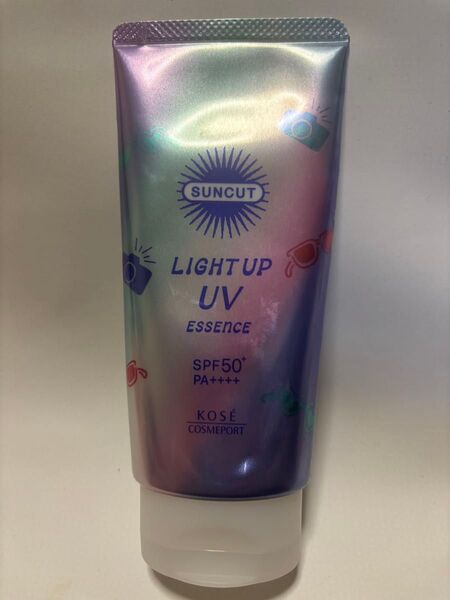 SUNCUT
LIGHT UP
UV
ESSENCE
SPF50+
PA++++
KOSÉ
COSMEPORT